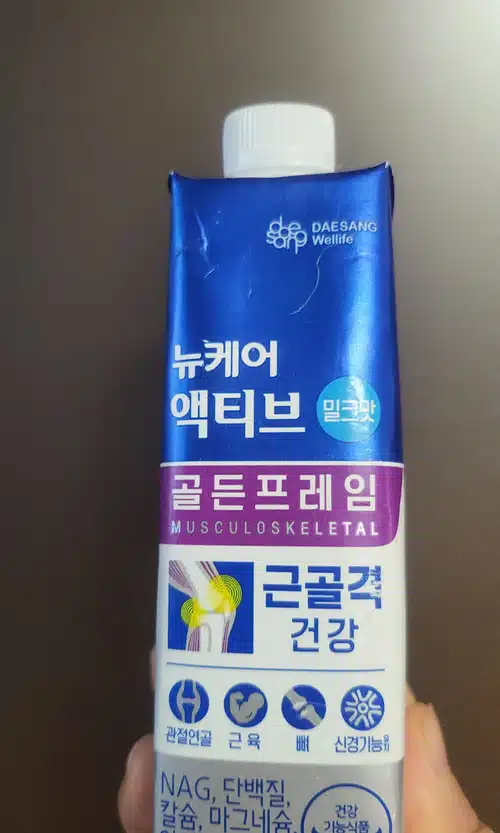 DAESANG
Wellife
뉴케어
액티브
밀크맛
골든프레임
MUSCULOSKELETAL
근골격
건강
관절연골
근육
뼈
신경기능유지
NAG, 단백질,
칼슘, 마그네슘,
건강
기능식품